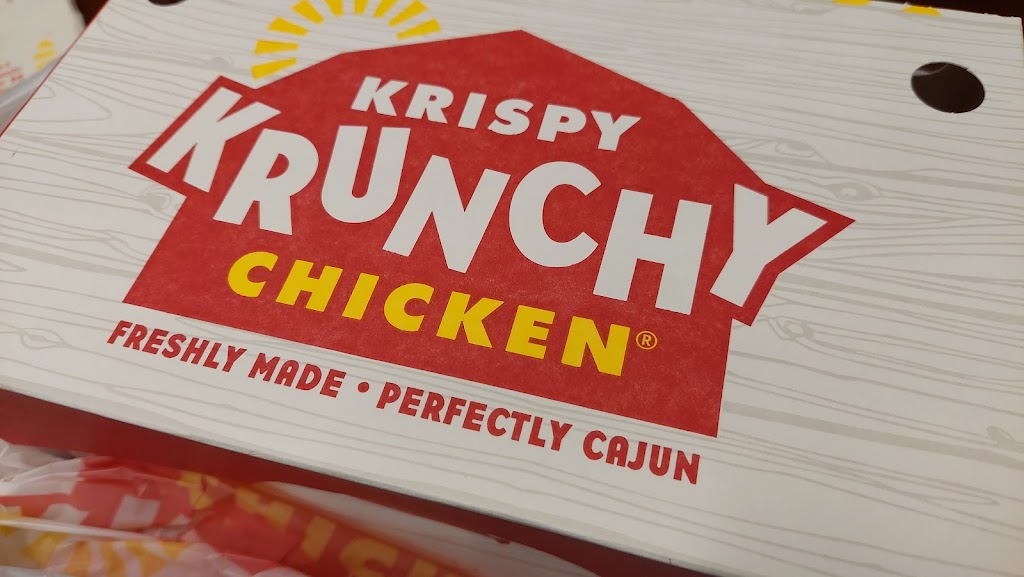 KRISPY
KRUNCHY
CHICKEN®
FRESHLY MADE • PERFECTLY CAJUN